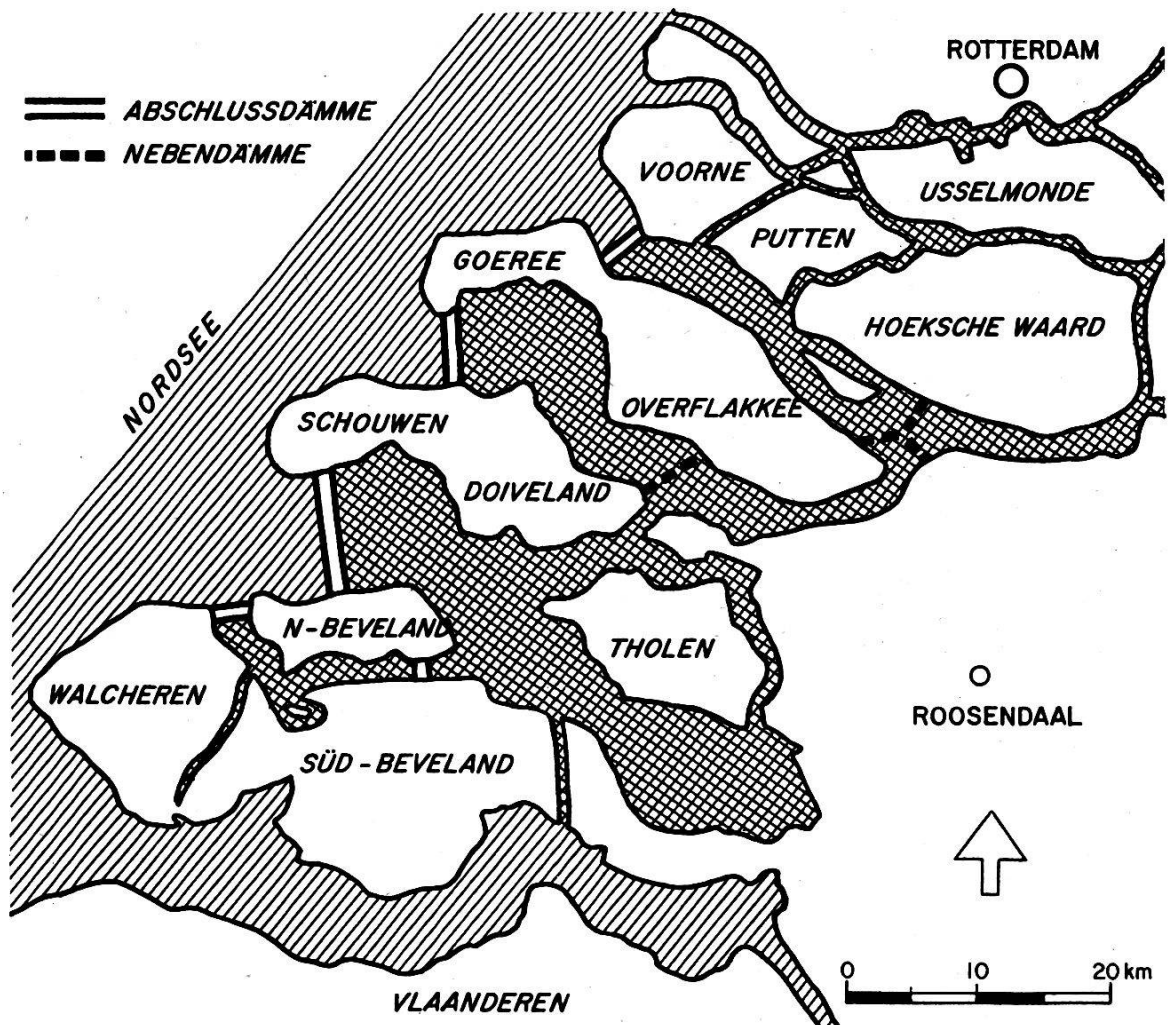 ROTTERDAM
ABSCHLUSSDÄMME
NEBENDÄMME
VOORNE
USSELMONDE
PUTTEN
GOEREE
HOEKSCHE WAARD
NORDSEE
OVERFLAKKEE
SCHOUWEN
DOIVELAND
N-BEVELAND
THOLEN
WALCHEREN
ROOSENDAAL
SÜD-BEVELAND
0 10 20 km
VLAANDEREN